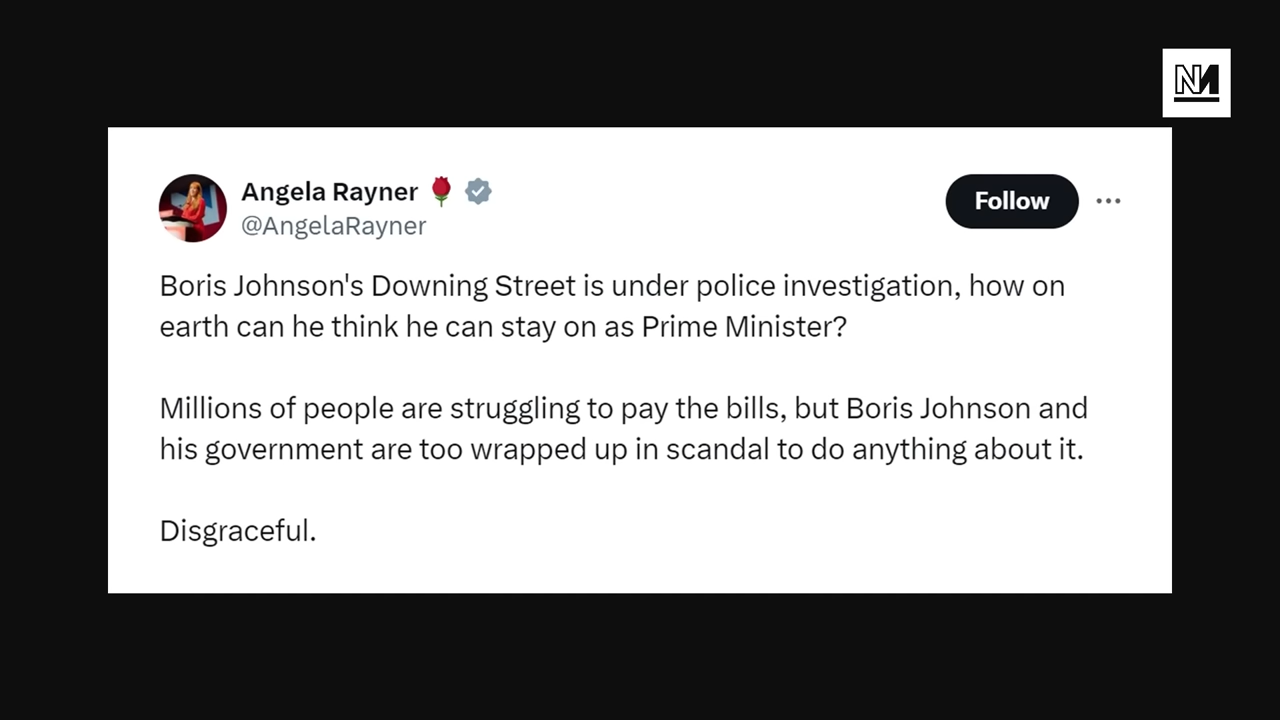 NM
Angela Rayner 🌹
@AngelaRayner
Follow
Boris Johnson's Downing Street is under police investigation, how on
earth can he think he can stay on as Prime Minister?
Millions of people are struggling to pay the bills, but Boris Johnson and
his government are too wrapped up in scandal to do anything about it.
Disgraceful.